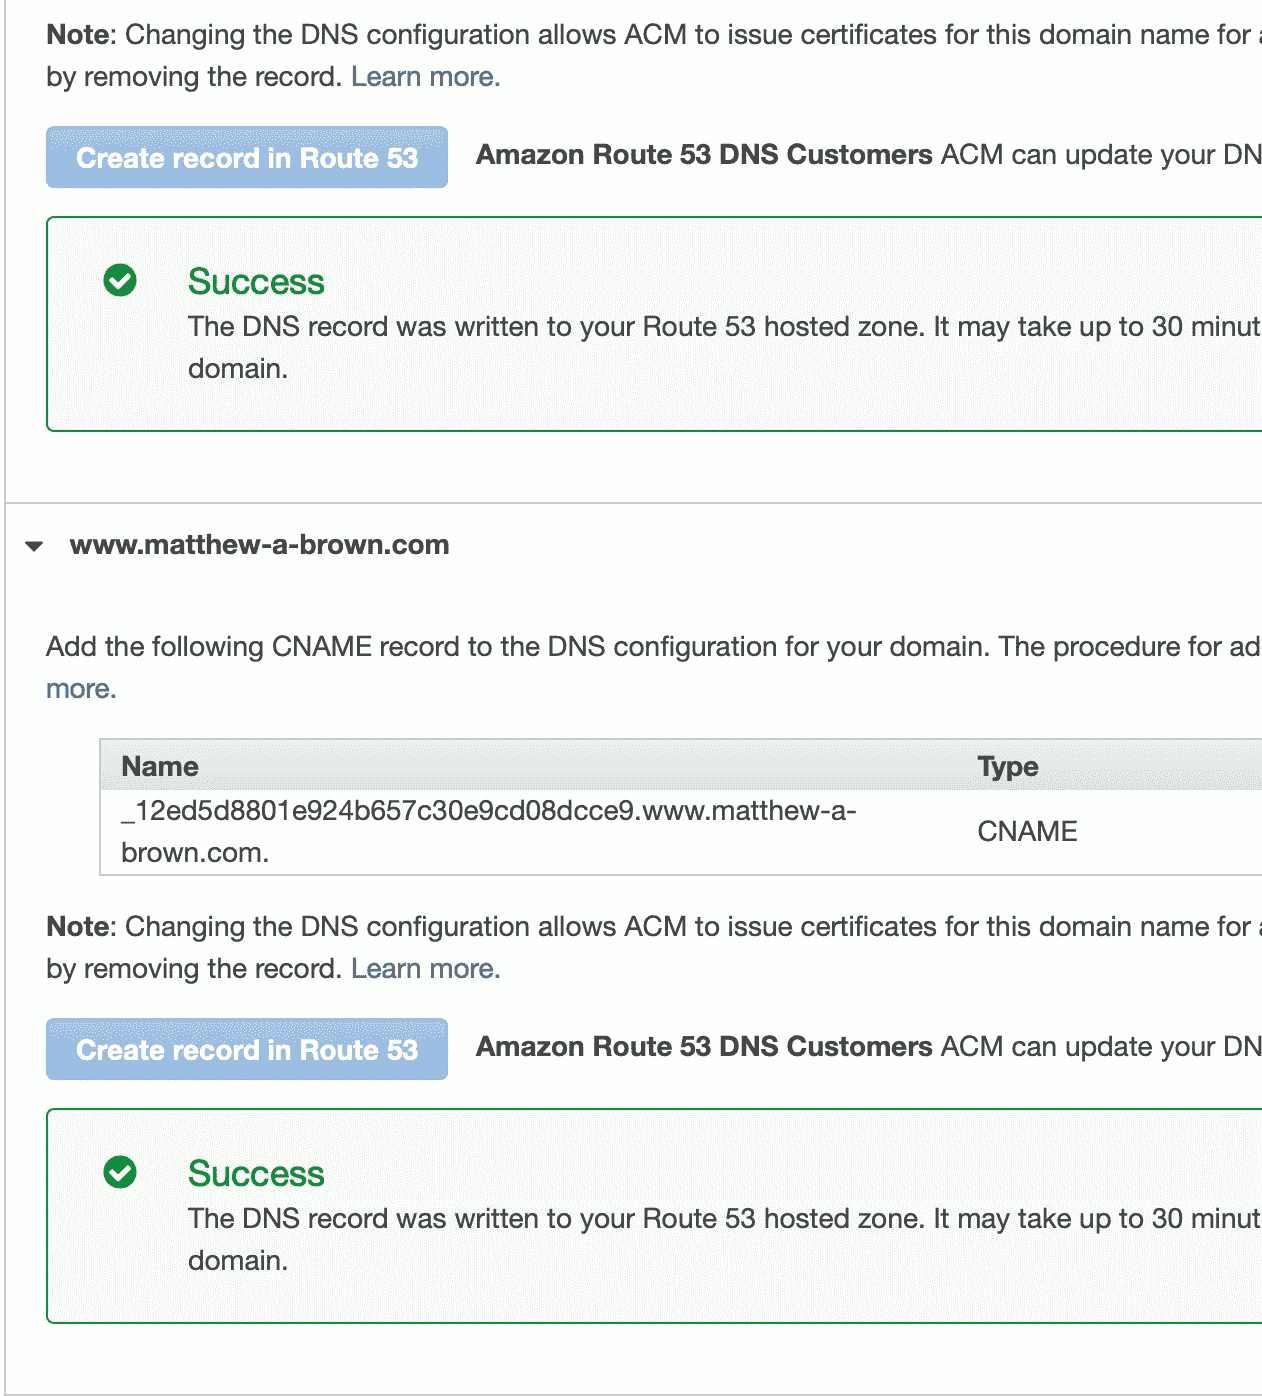 Note: Changing the DNS configuration allows ACM to issue certificates for this domain name for
by removing the record. Learn more.
Create record in Route 53
Amazon Route 53 DNS Customers ACM can update your DN
Success
The DNS record was written to your Route 53 hosted zone. It may take up to 30 minut
domain.
www.matthew-a-brown.com
Add the following CNAME record to the DNS configuration for your domain. The procedure for ad
more.
Name Type
_12ed5d8801e924b657c30e9cd08dcce9.www.matthew-a-
brown.com.
CNAME
Note: Changing the DNS configuration allows ACM to issue certificates for this domain name for
by removing the record. Learn more.
Create record in Route 53
Amazon Route 53 DNS Customers ACM can update your DN
Success
The DNS record was written to your Route 53 hosted zone. It may take up to 30 minut
domain.